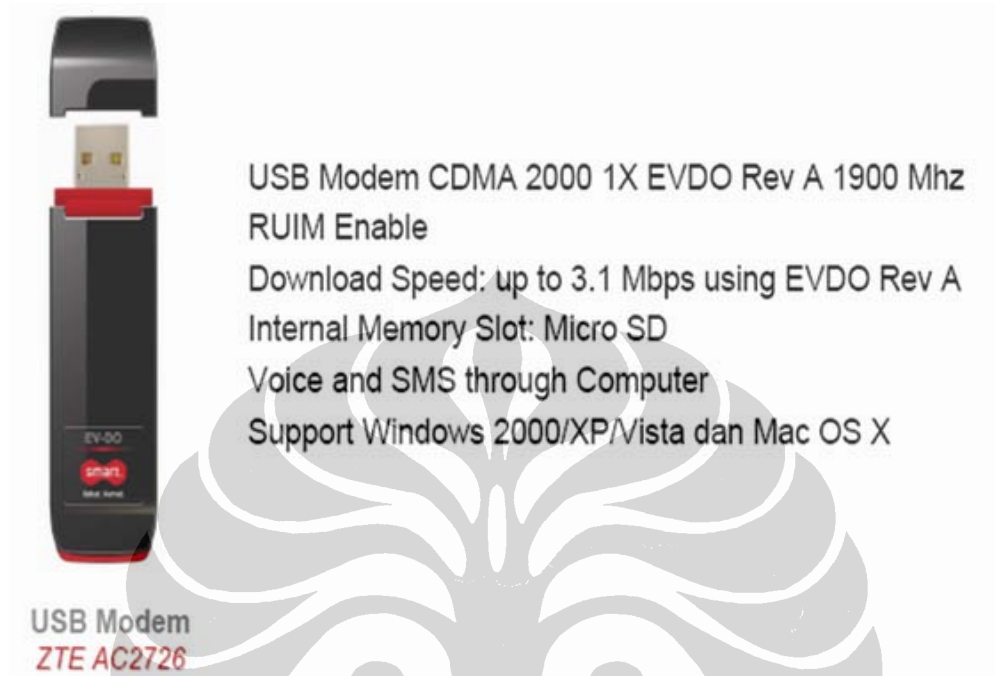 USB Modem CDMA 2000 1X EVDO Rev A 1900 Mhz
RUIM Enable
Download Speed: up to 3.1 Mbps using EVDO Rev A
Internal Memory Slot: Micro SD
Voice and SMS through Computer
Support Windows 2000/XP/Vista dan Mac OS X
EV-DO
smart.
USB Modem
ZTE AC2726